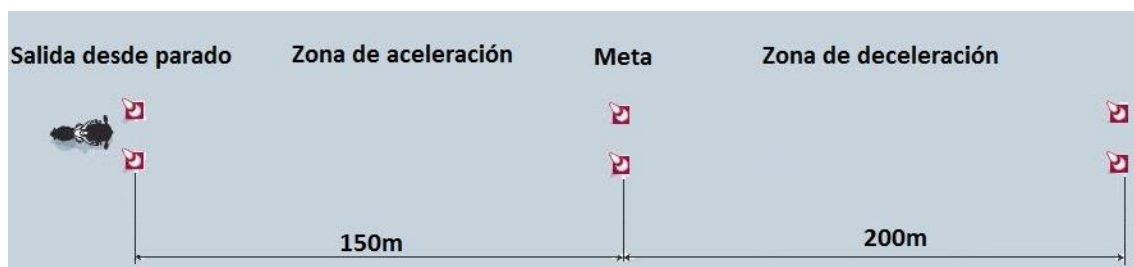 Salida desde parado
Zona de aceleración
Meta
Zona de deceleración
150m
200m